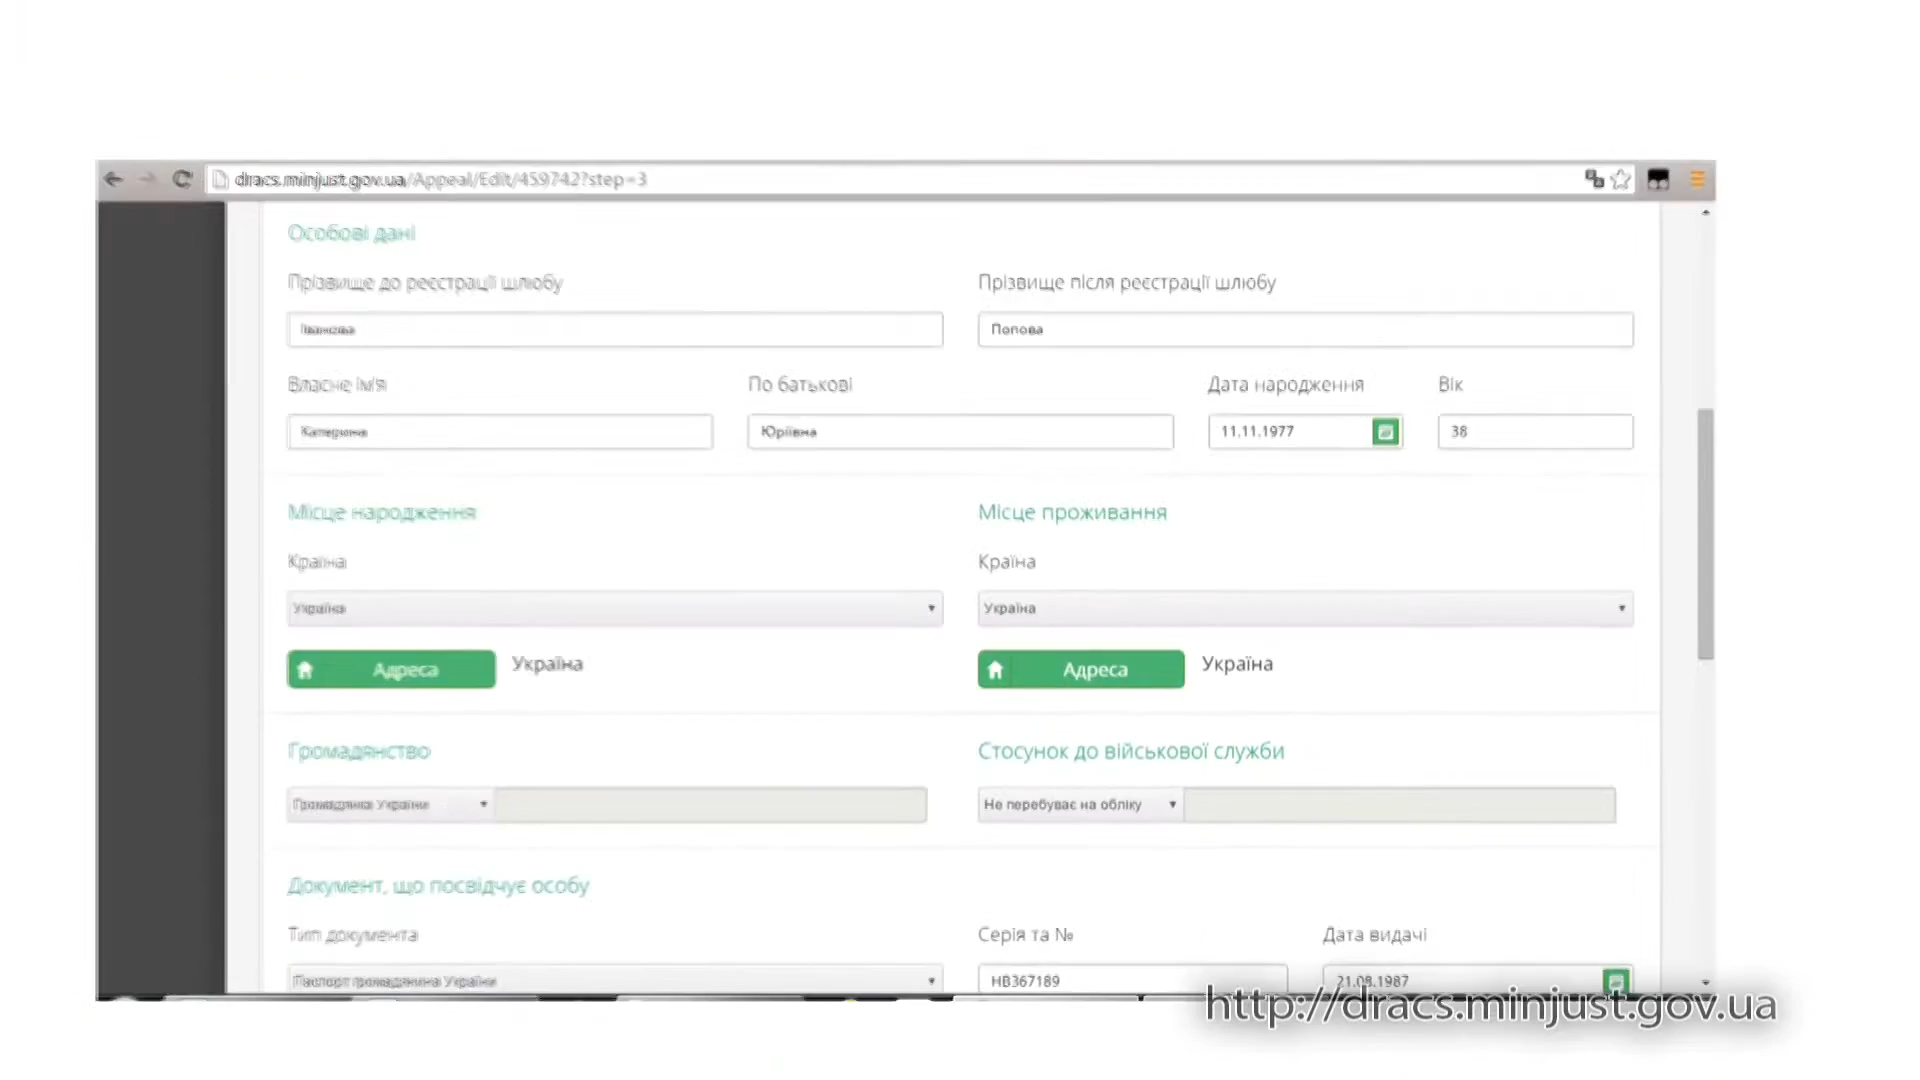 dracs.minjust.gov.ua/Appeal/Edit/459742?step=3
Особові дані
Прізвище до реєстрації шлюбу
Прізвище після реєстрації шлюбу
Іванова
Попова
Власне ім'я
По батькові
Дата народження
Вік
Катерина
Юріївна
11.11.1977
38
Місце народження
Місце проживання
Країна
Країна
Україна
Україна
Адреса
Україна
Адреса
Україна
Громадянство
Стосунок до військової служби
Громадянка України
Не перебуває на обліку
Документ, що посвідчує особу
Тип документа
Серія та №
Дата видачі
Паспорт громадянина України
НВ367189
21.08.1987
http://dracs.minjust.gov.ua